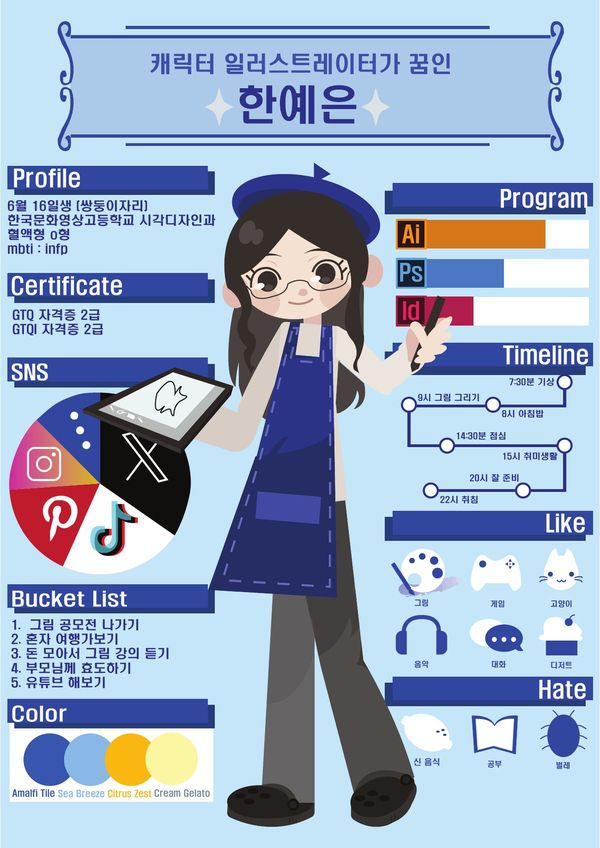 캐릭터 일러스트레이터가 꿈인
한예은
Profile
6월 16일생 (쌍둥이자리)
한국문화영상고등학교 시각디자인과
혈액형 o형
mbti : infp
Certificate
GTQ 자격증 2급
GTQI 자격증 2급
SNS
Bucket List
1. 그림 공모전 나가기
2. 혼자 여행가보기
3. 돈 모아서 그림 강의 듣기
4. 부모님께 효도하기
5. 유튜브 해보기
Color
Amalfi Tile Sea Breeze Citrus Zest Cream Gelato
Program
Ai
Ps
Id
Timeline
7:30분 기상
9시 그림 그리기
8시 아침밥
14:30분 점심
15시 취미생활
20시 잘 준비
22시 취침
Like
그림 게임 고양이
음악 대화 디저트
Hate
신 음식 공부 벌레